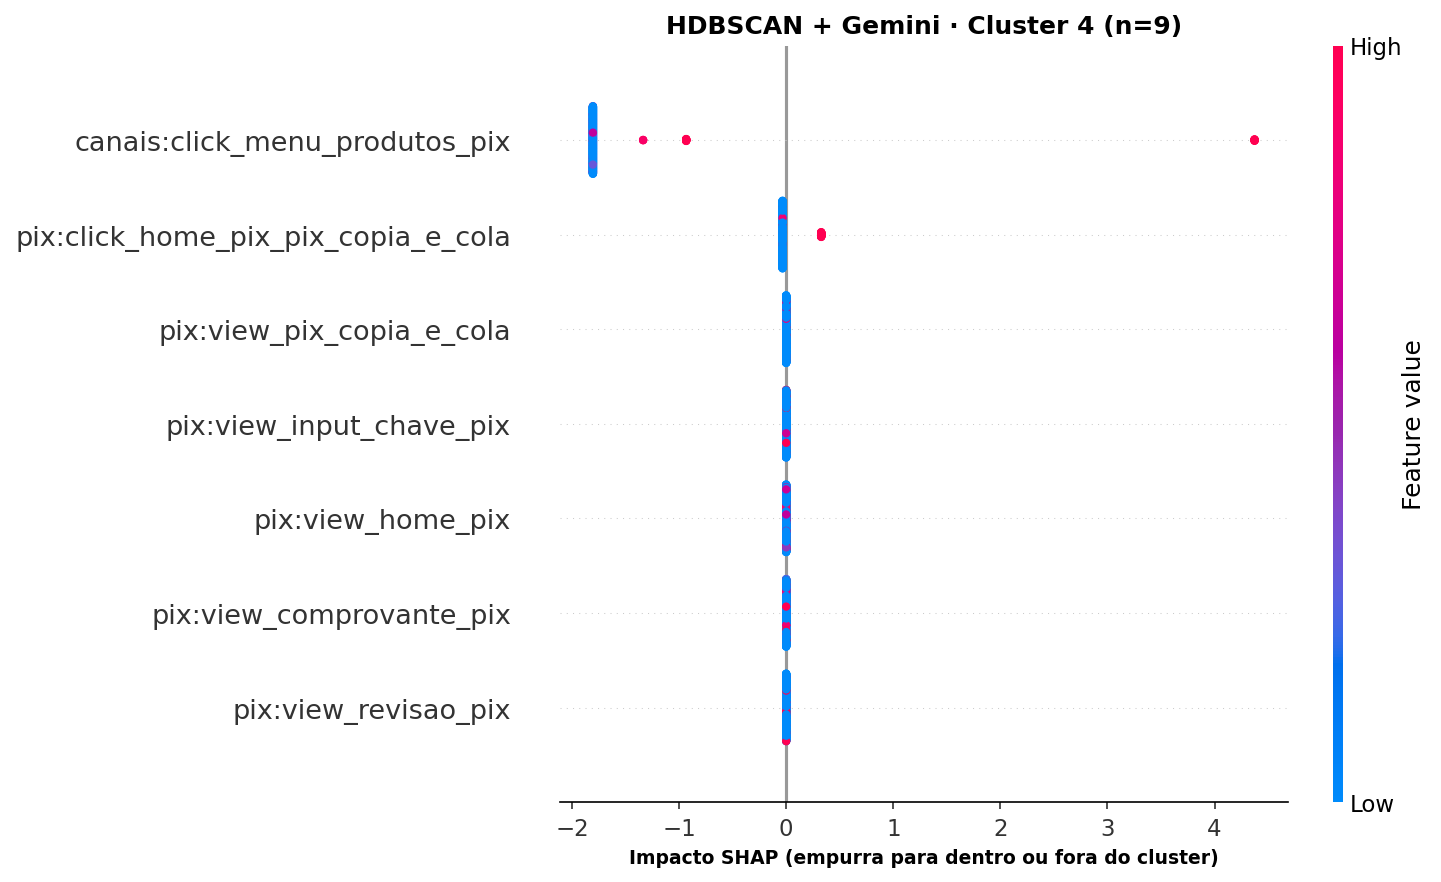 HDBSCAN + Gemini · Cluster 4 (n=9)
High
canais:click_menu_produtos_pix
pix:click_home_pix_pix_copia_e_cola
pix:view_pix_copia_e_cola
pix:view_input_chave_pix
pix:view_home_pix
pix:view_comprovante_pix
pix:view_revisao_pix
Feature value
Low
−2 −1 0 1 2 3 4
Impacto SHAP (empurra para dentro ou fora do cluster)